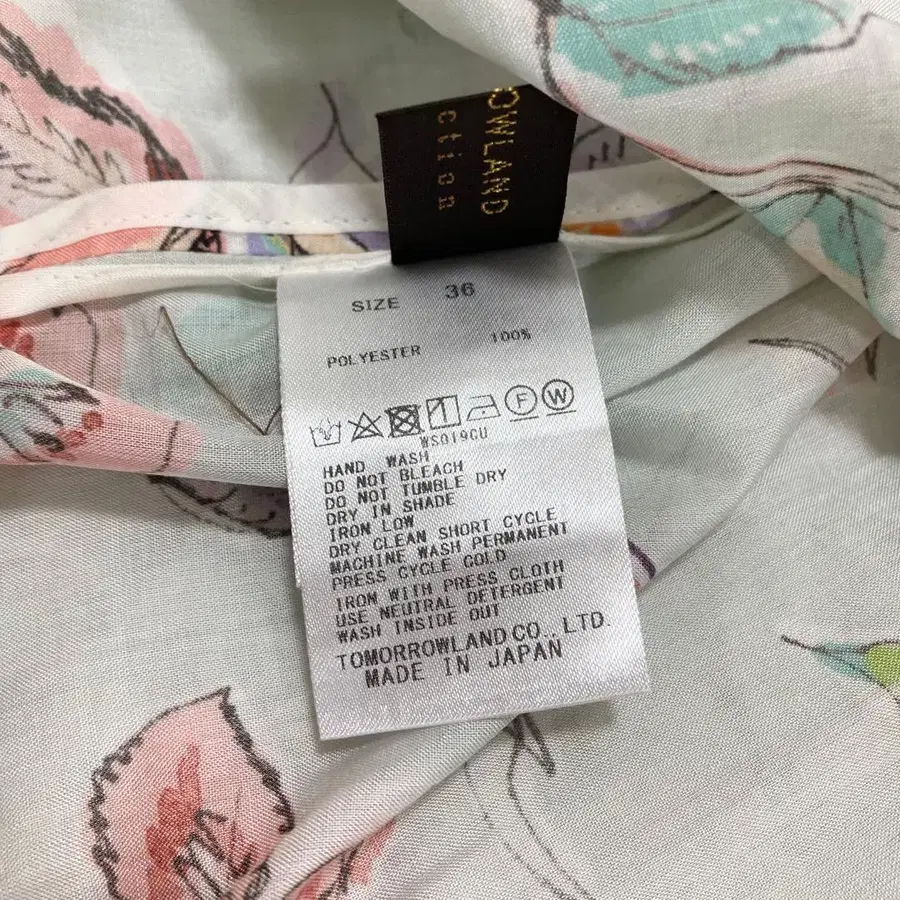 OWLAND
ction
SIZE 36
POLYESTER 100%
F W
WS019CU
HAND WASH
DO NOT BLEACH
DO NOT TUMBLE DRY
DRY IN SHADE
IRON LOW
DRY CLEAN SHORT CYCLE
MACHINE WASH PERMANENT
PRESS CYCLE COLD
IRON WITH PRESS CLOTH
USE NEUTRAL DETERGENT
WASH INSIDE OUT
TOMORROWLAND CO., LTD.
MADE IN JAPAN